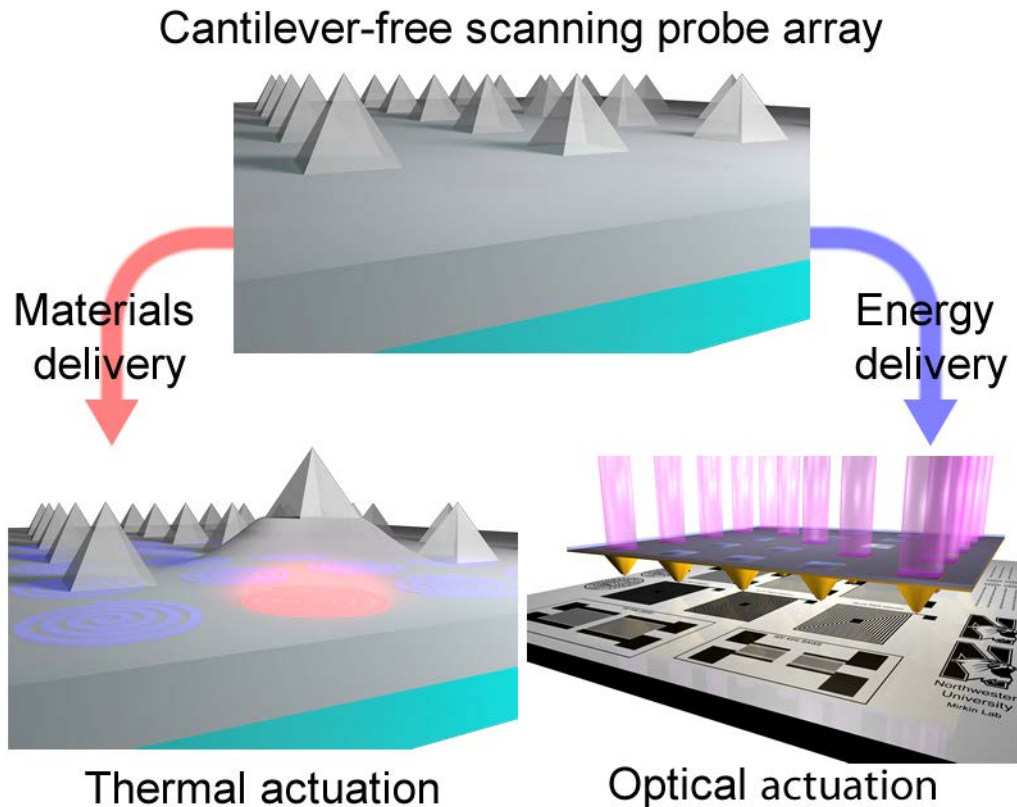 Cantilever-free scanning probe array
Materials
delivery
Energy
delivery
Northwestern
University
Mirkin Lab
Thermal actuation
Optical actuation